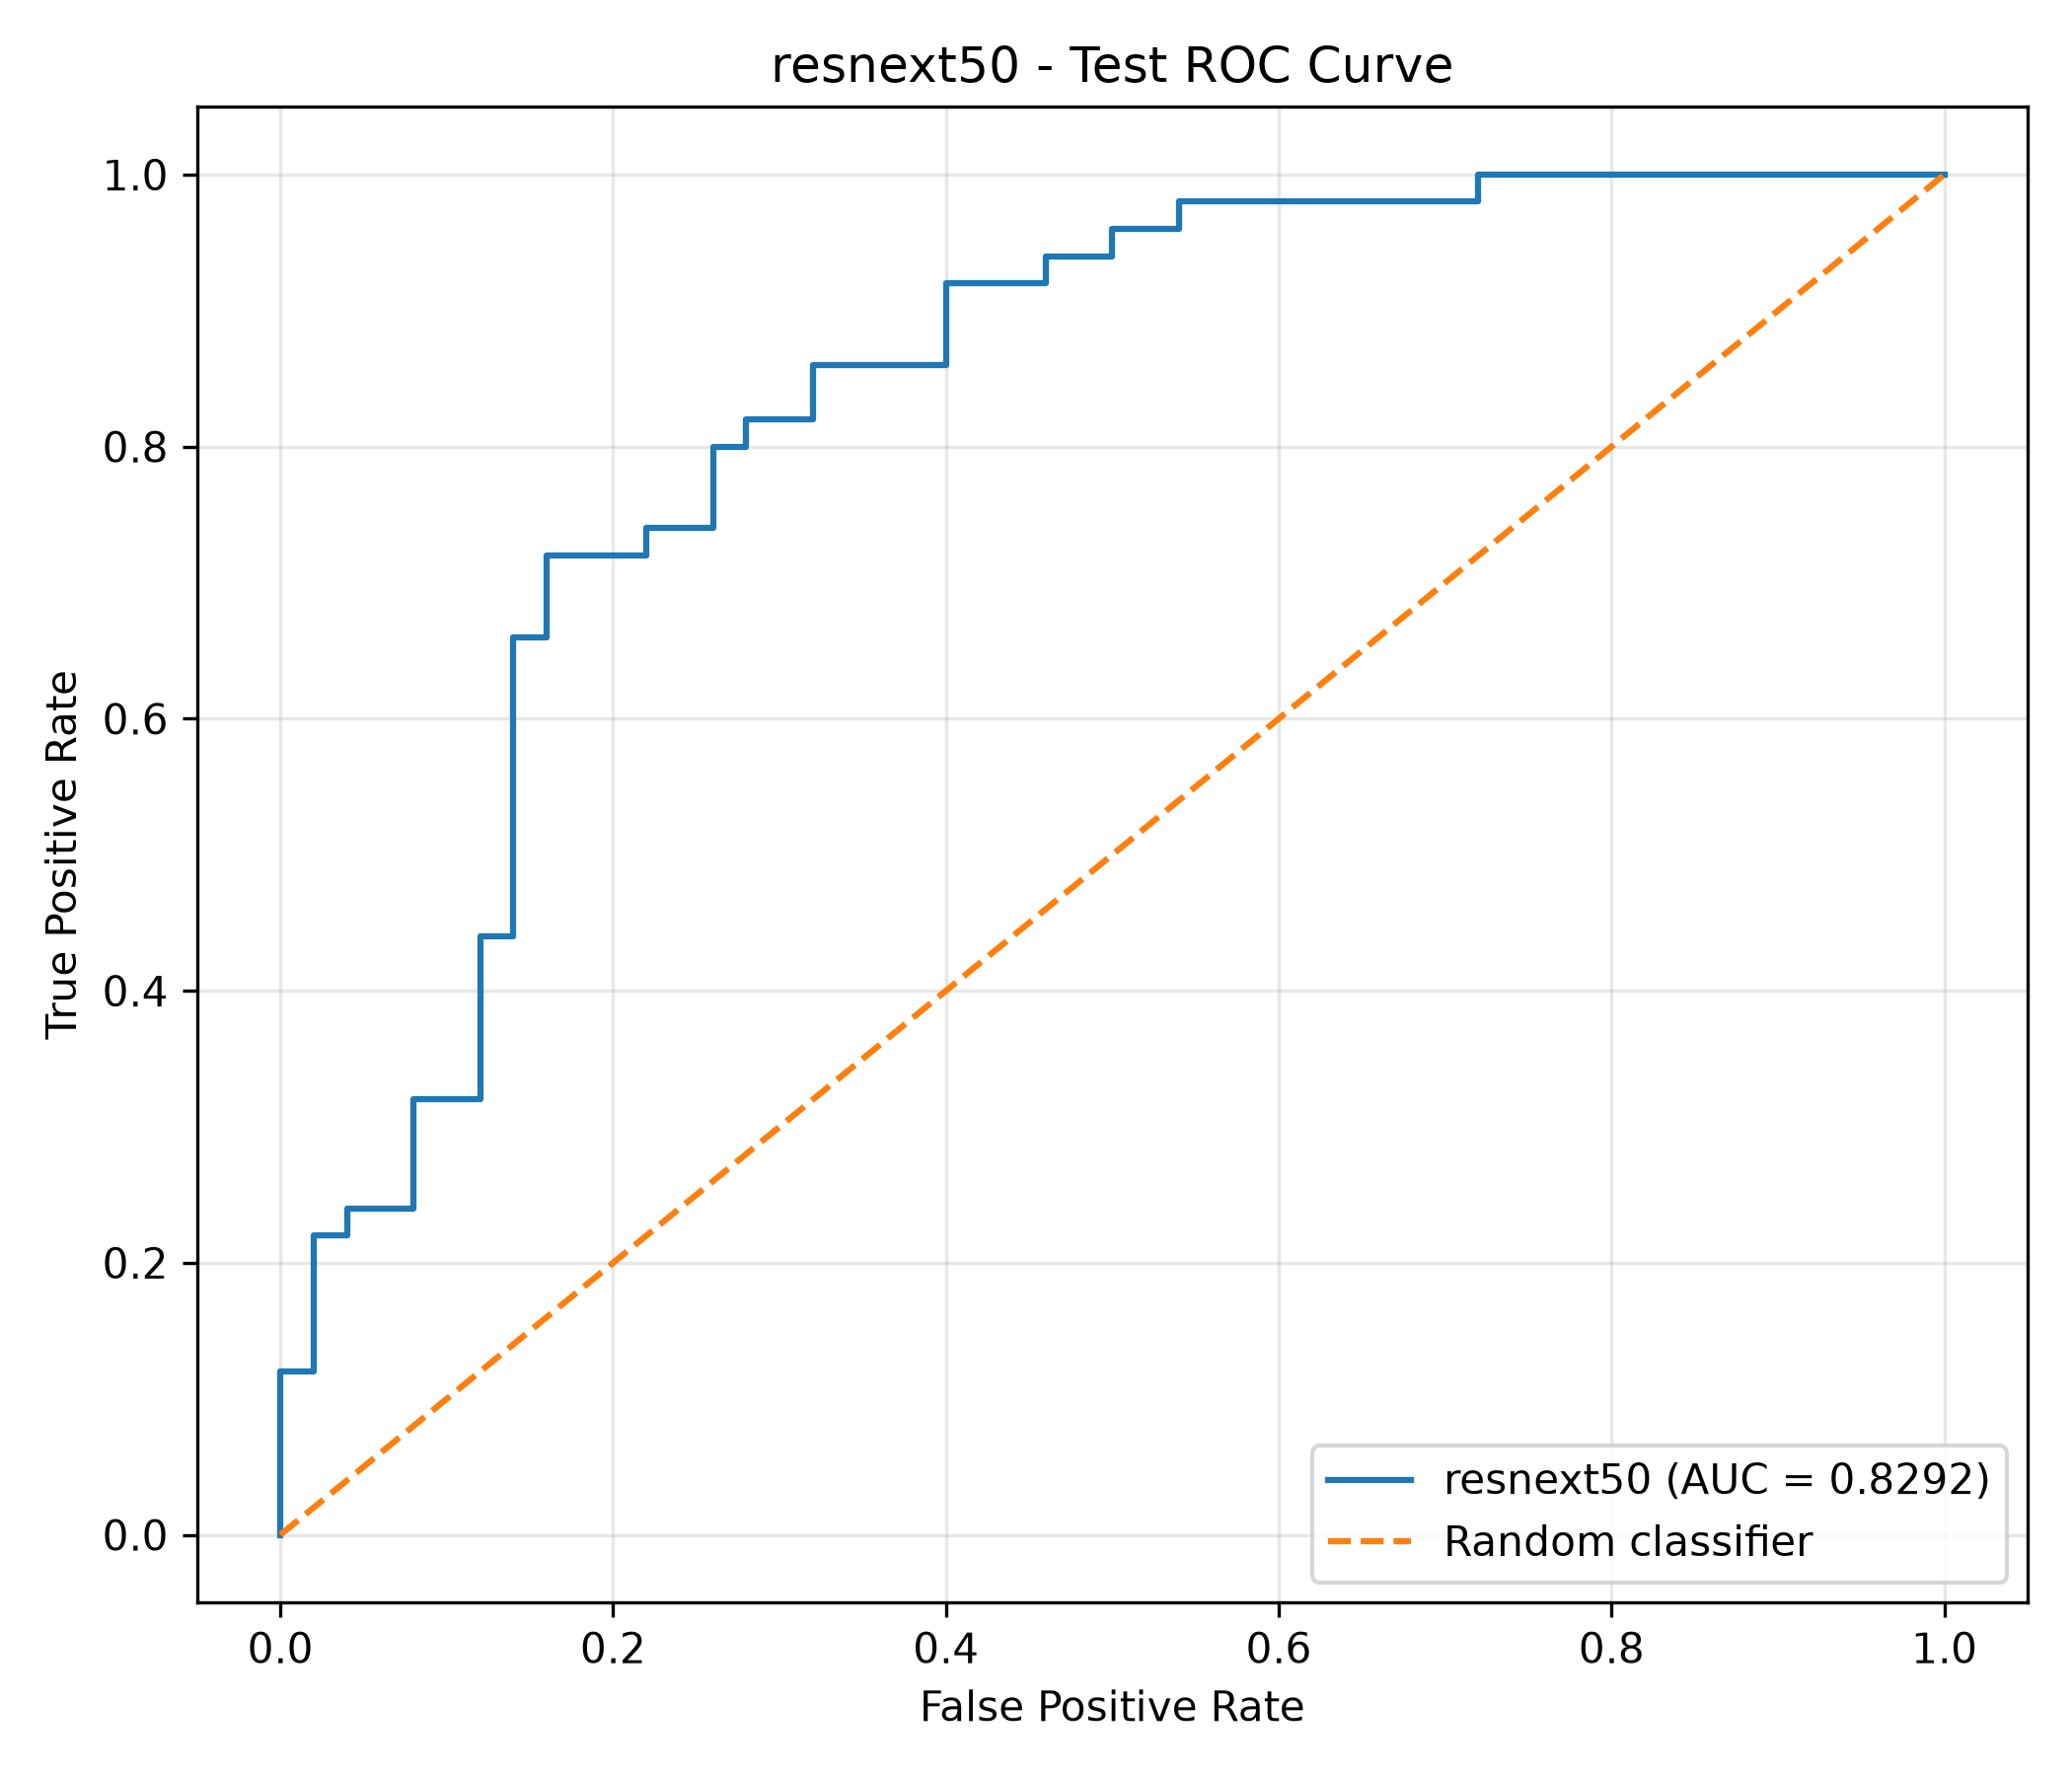 resnext50 - Test ROC Curve
True Positive Rate
1.0
0.8
0.6
0.4
0.2
0.0
0.0 0.2 0.4 0.6 0.8 1.0
False Positive Rate
resnext50 (AUC = 0.8292)
Random classifier